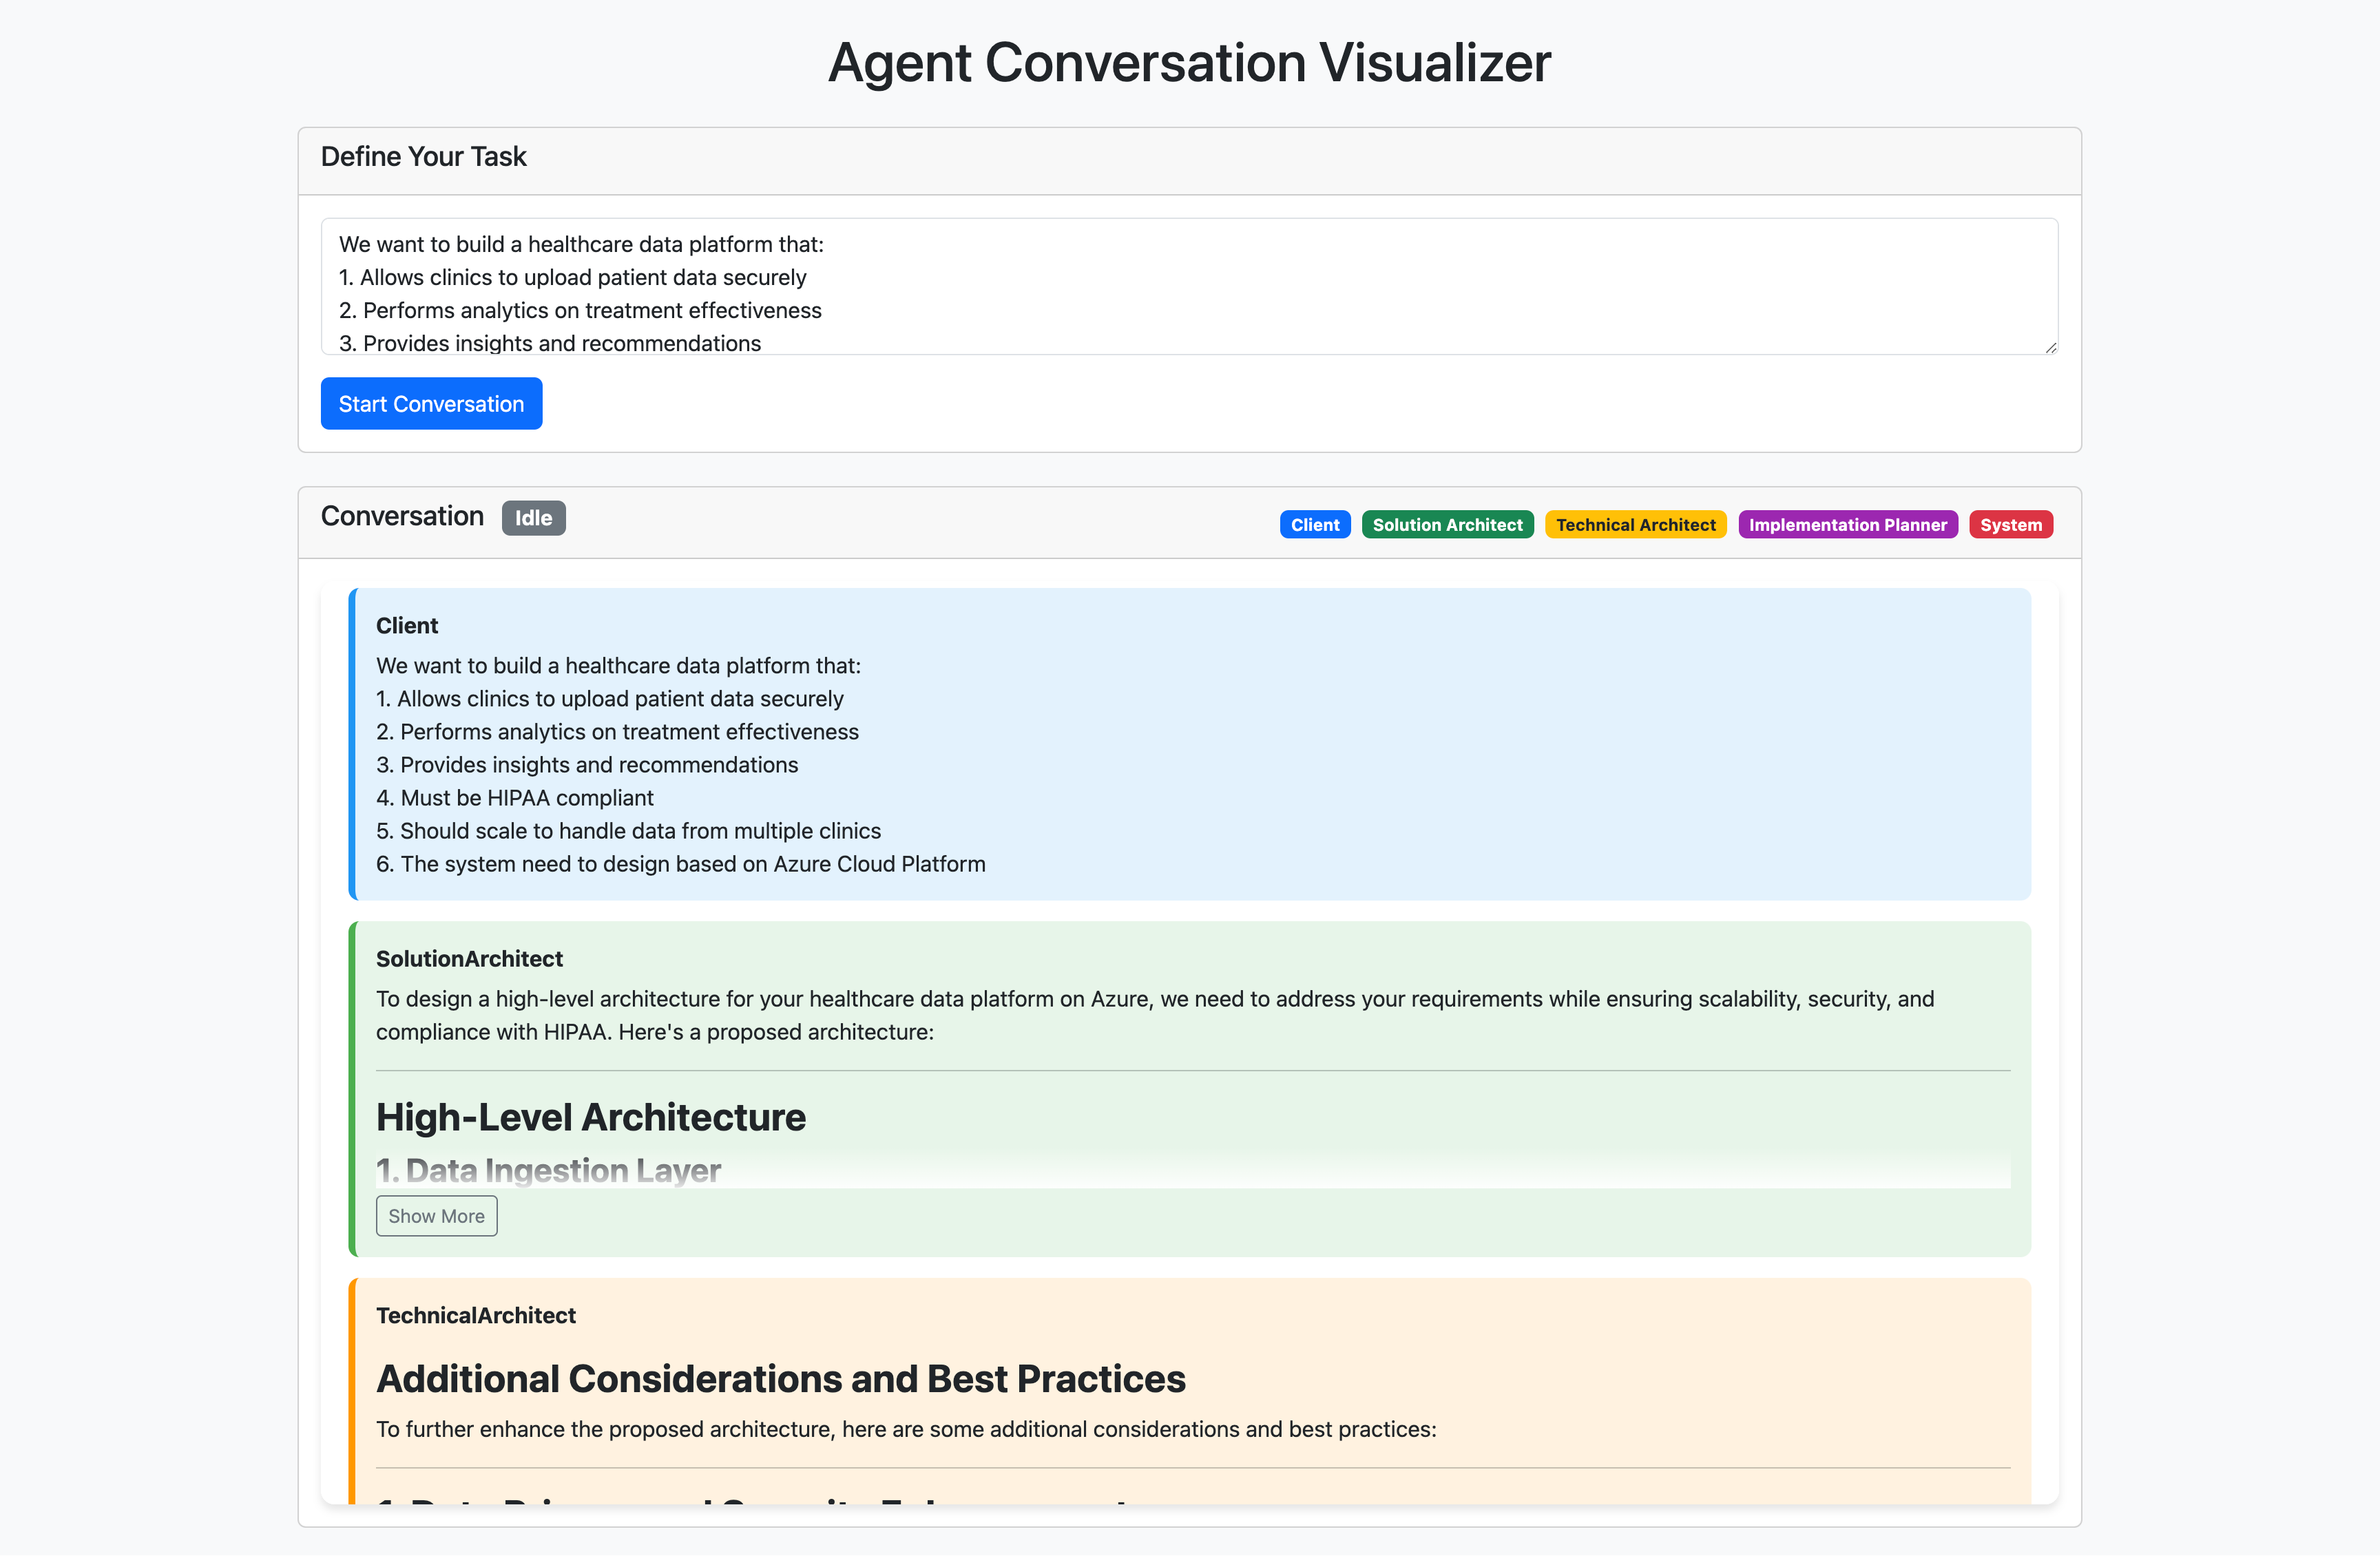 Agent Conversation Visualizer
Define Your Task
We want to build a healthcare data platform that:
1. Allows clinics to upload patient data securely
2. Performs analytics on treatment effectiveness
3. Provides insights and recommendations
Start Conversation
Conversation Idle Client Solution Architect Technical Architect Implementation Planner System
Client
We want to build a healthcare data platform that:
1. Allows clinics to upload patient data securely
2. Performs analytics on treatment effectiveness
3. Provides insights and recommendations
4. Must be HIPAA compliant
5. Should scale to handle data from multiple clinics
6. The system need to design based on Azure Cloud Platform
SolutionArchitect
To design a high-level architecture for your healthcare data platform on Azure, we need to address your requirements while ensuring scalability, security, and
compliance with HIPAA. Here's a proposed architecture:
High-Level Architecture
1. Data Ingestion Layer
Show More
TechnicalArchitect
Additional Considerations and Best Practices
To further enhance the proposed architecture, here are some additional considerations and best practices: